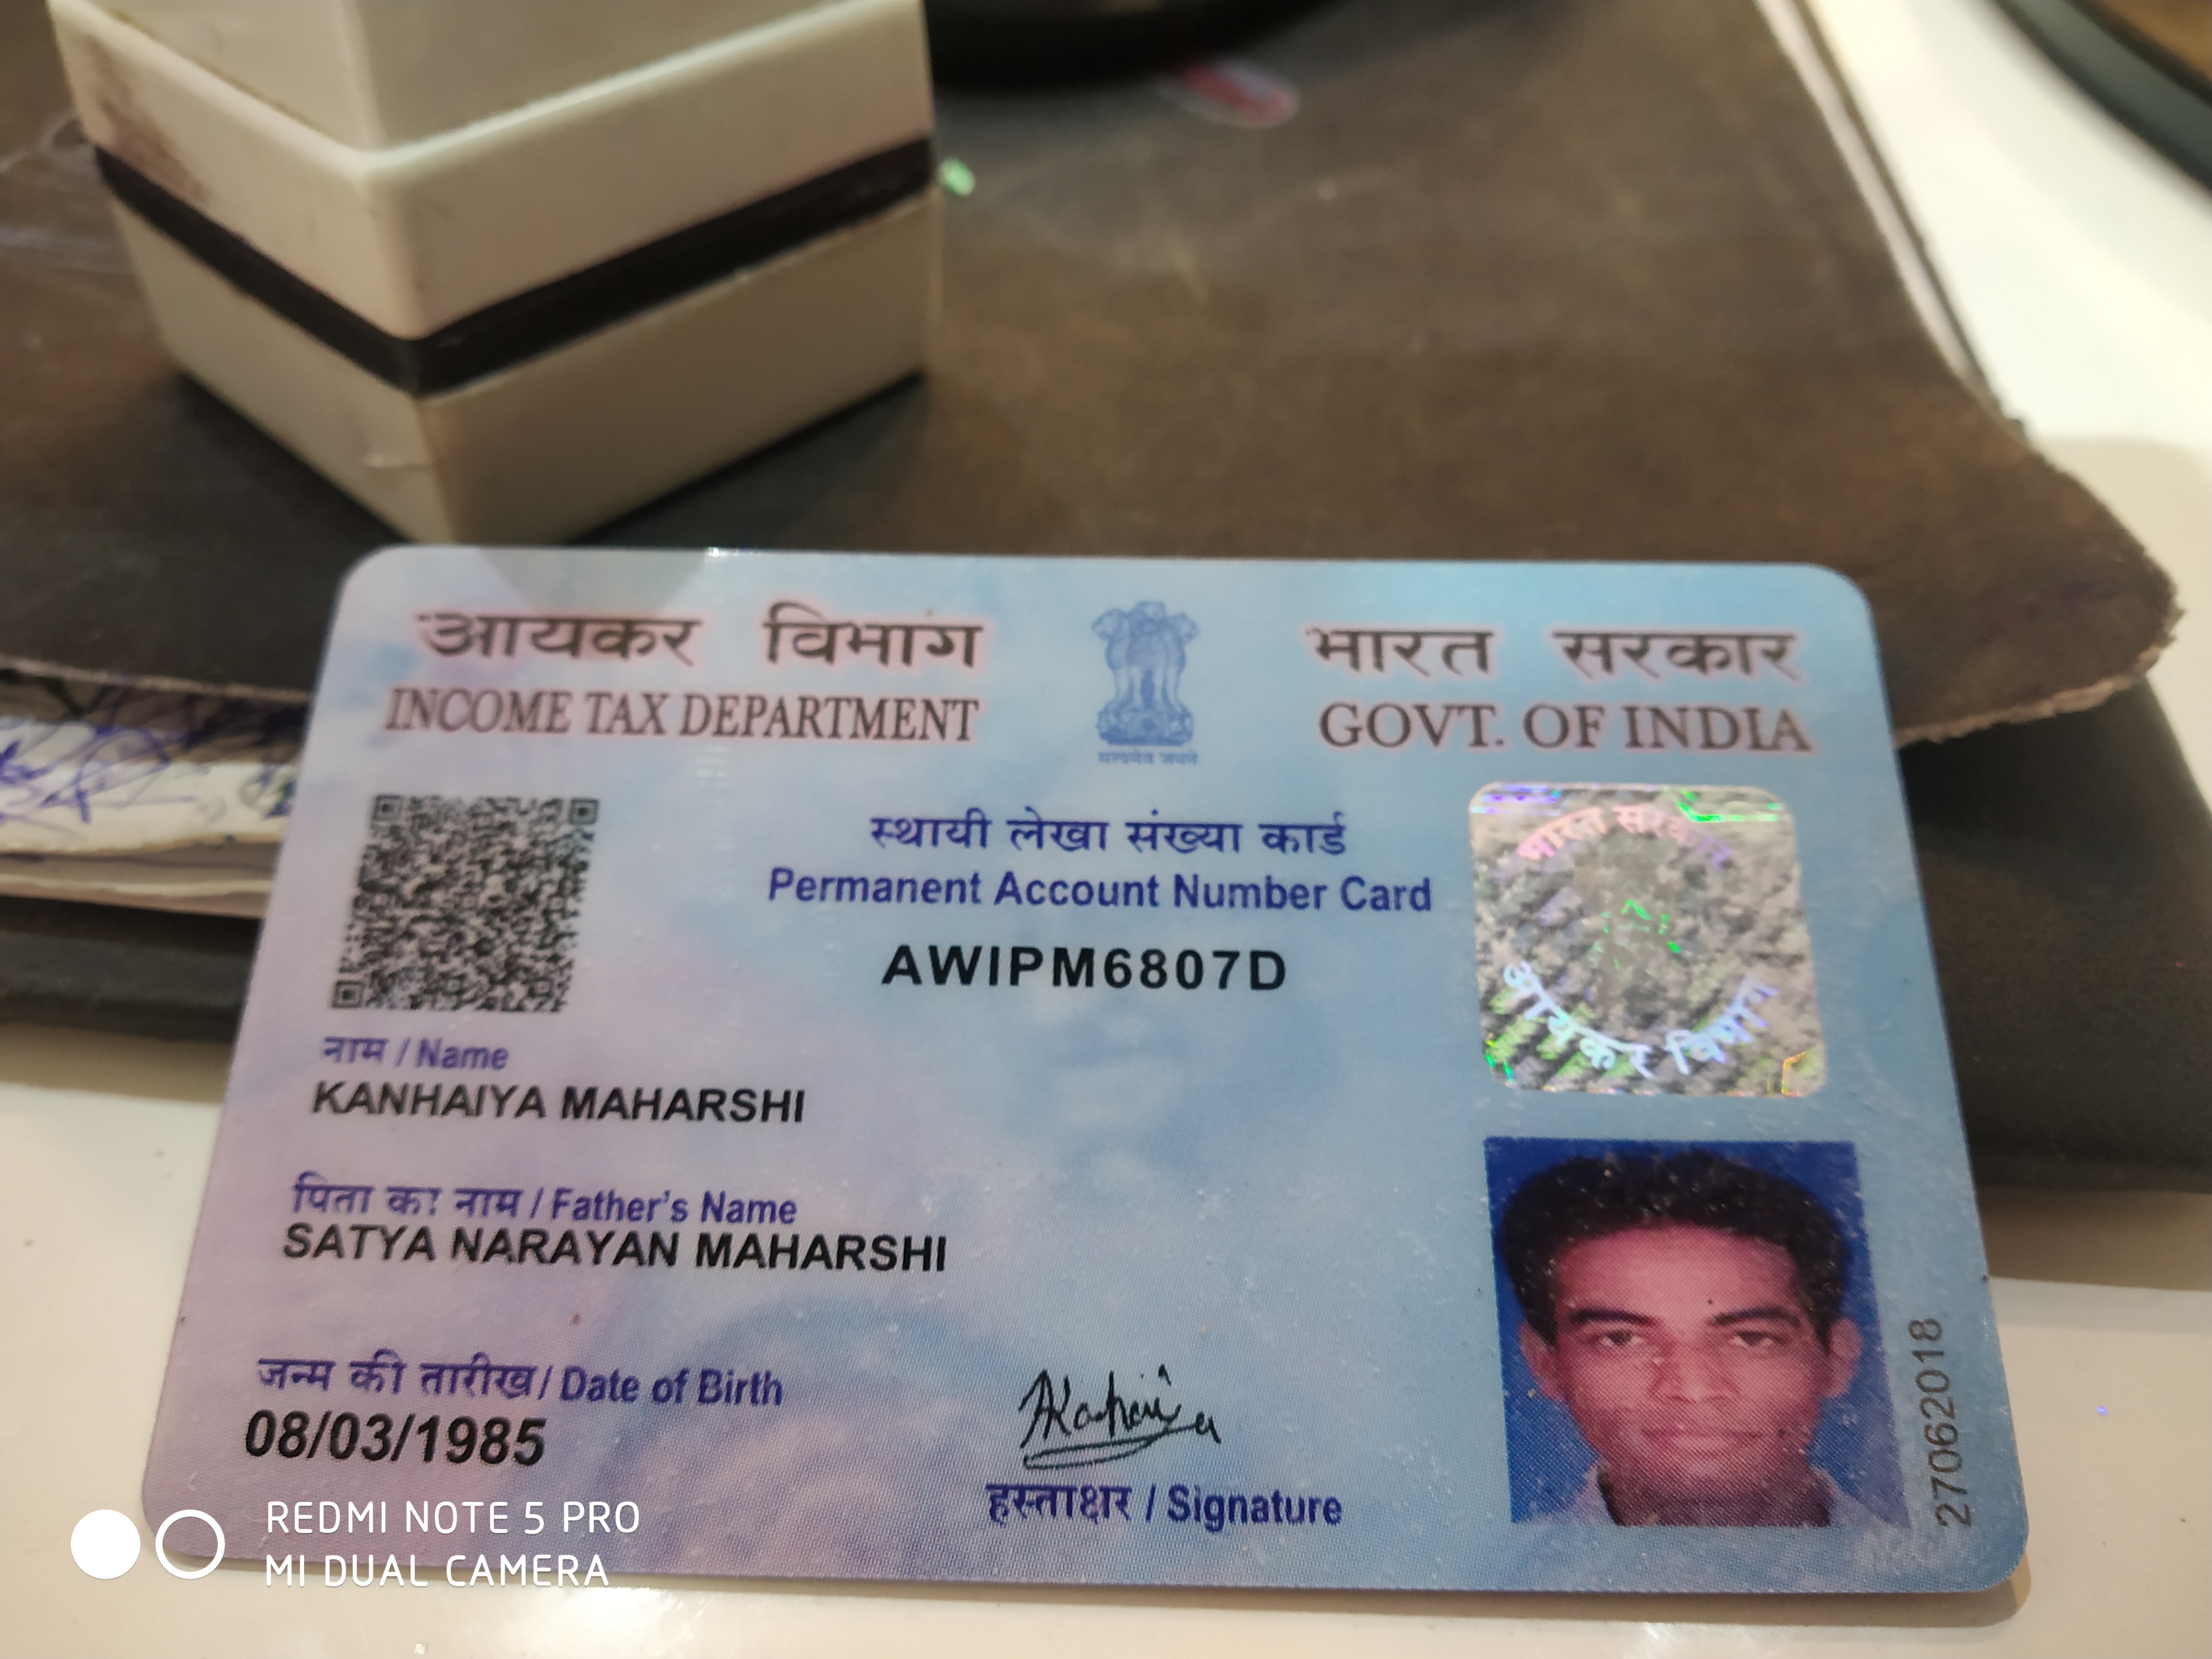 आयकर विभाग
INCOME TAX DEPARTMENT
सत्यमेव जयते
भारत सरकार
GOVT. OF INDIA
स्थायी लेखा संख्या कार्ड
Permanent Account Number Card
AWIPM6807D
भारत सरकार
आयकर विभाग
नाम / Name
KANHAIYA MAHARSHI
पिता का नाम / Father's Name
SATYA NARAYAN MAHARSHI
जन्म की तारीख / Date of Birth
08/03/1985
हस्ताक्षर / Signature
27062018
REDMI NOTE 5 PRO
MI DUAL CAMERA